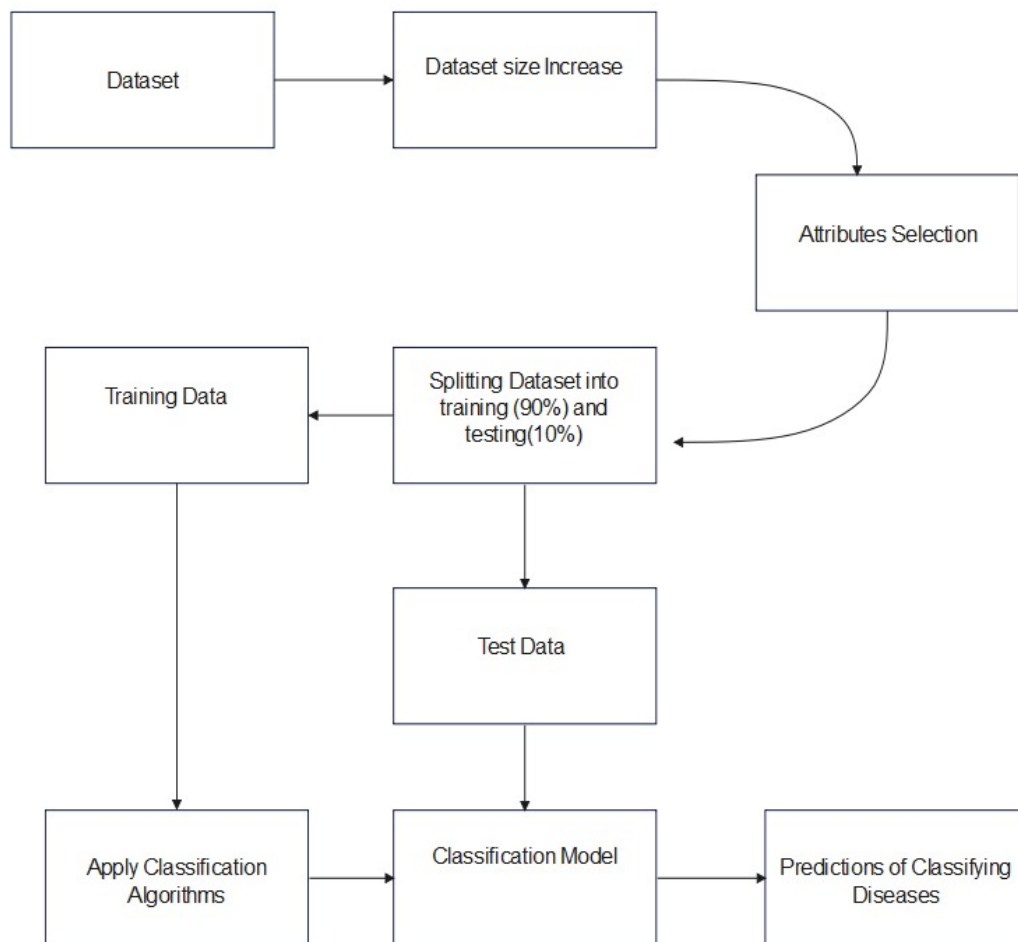 Dataset
Dataset size Increase
Attributes Selection
Training Data
Splitting Dataset into
training (90%) and
testing(10%)
Test Data
Apply Classification
Algorithms
Classification Model
Predictions of Classifying
Diseases